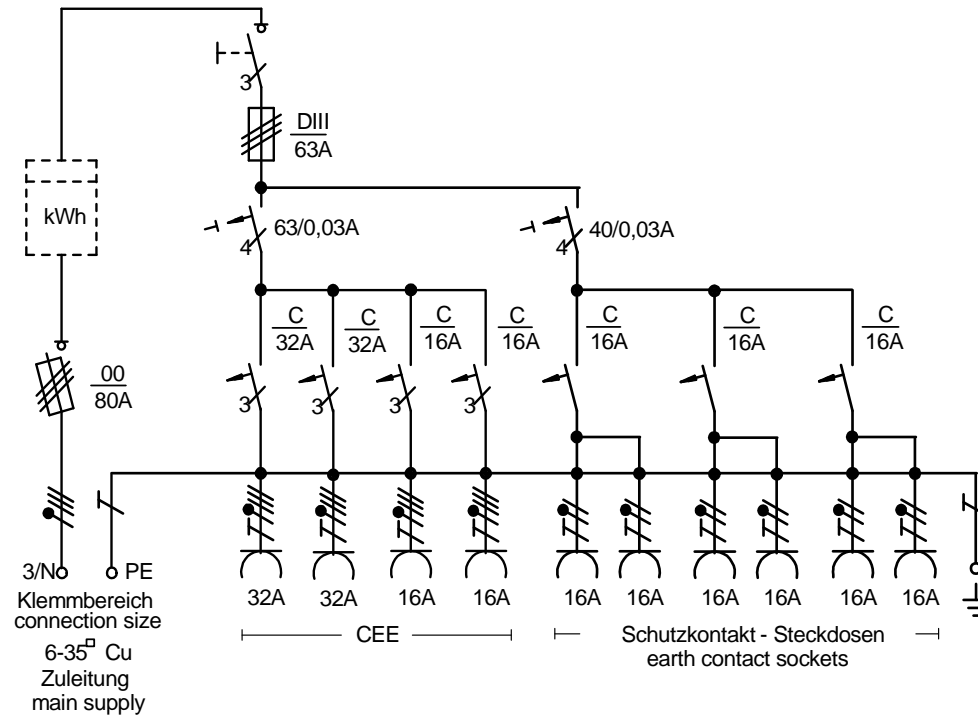 3
DIII
63A
kWh
63/0,03A
4
40/0,03A
4
C
32A
C
32A
C
16A
C
16A
C
16A
C
16A
C
16A
00
80A
3
3
3
3
3/N
PE
32A
32A
16A
16A
16A
16A
16A
16A
16A
16A
Klemmbereich
connection size
6-35□ Cu
Zuleitung
main supply
CEE
Schutzkontakt - Steckdosen
earth contact sockets